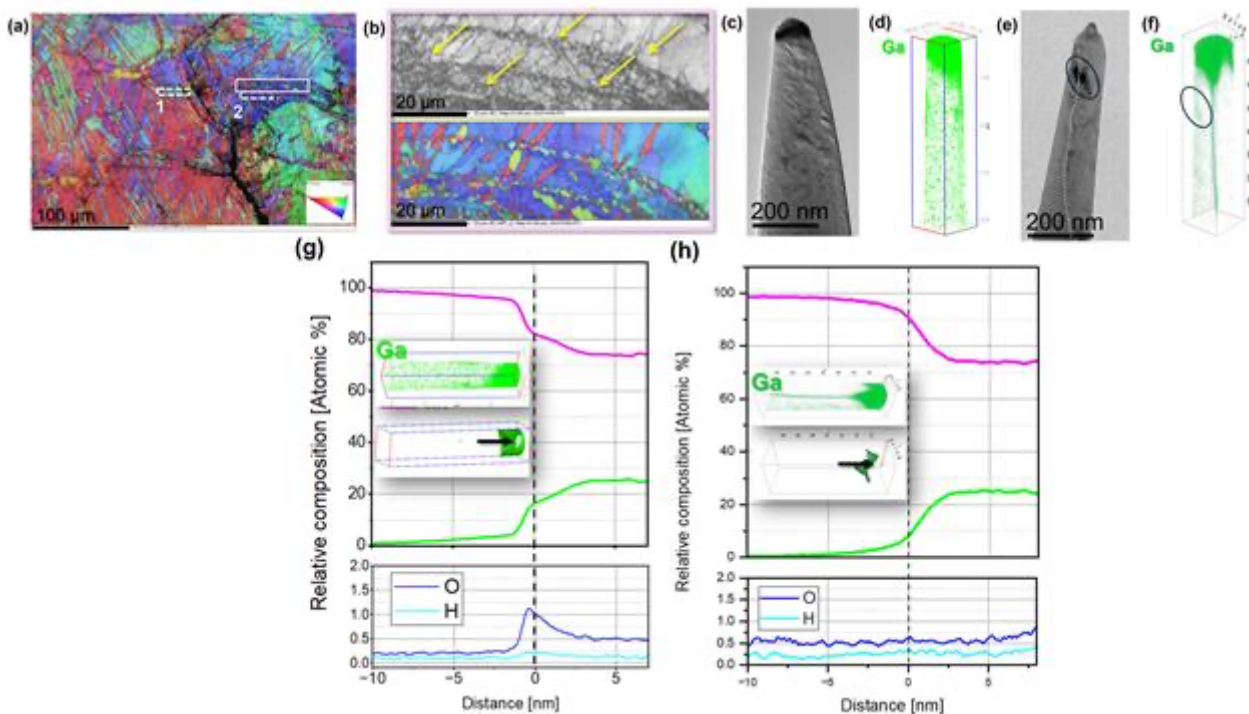 (a)
1
2
100 µm
(b)
20 µm
20 µm
(c)
200 nm
(d)
Ga
(e)
200 nm
(f)
Ga
(g)
Relative composition [Atomic %]
100
80
60
40
20
0
Ga
2.0
1.5
1.0
0.5
0.0
O
H
−10
−5
0
5
Distance [nm]
(h)
Relative composition [Atomic %]
100
80
60
40
20
0
Ga
2.0
1.5
1.0
0.5
0.0
O
H
−10
−5
0
5
Distance [nm]